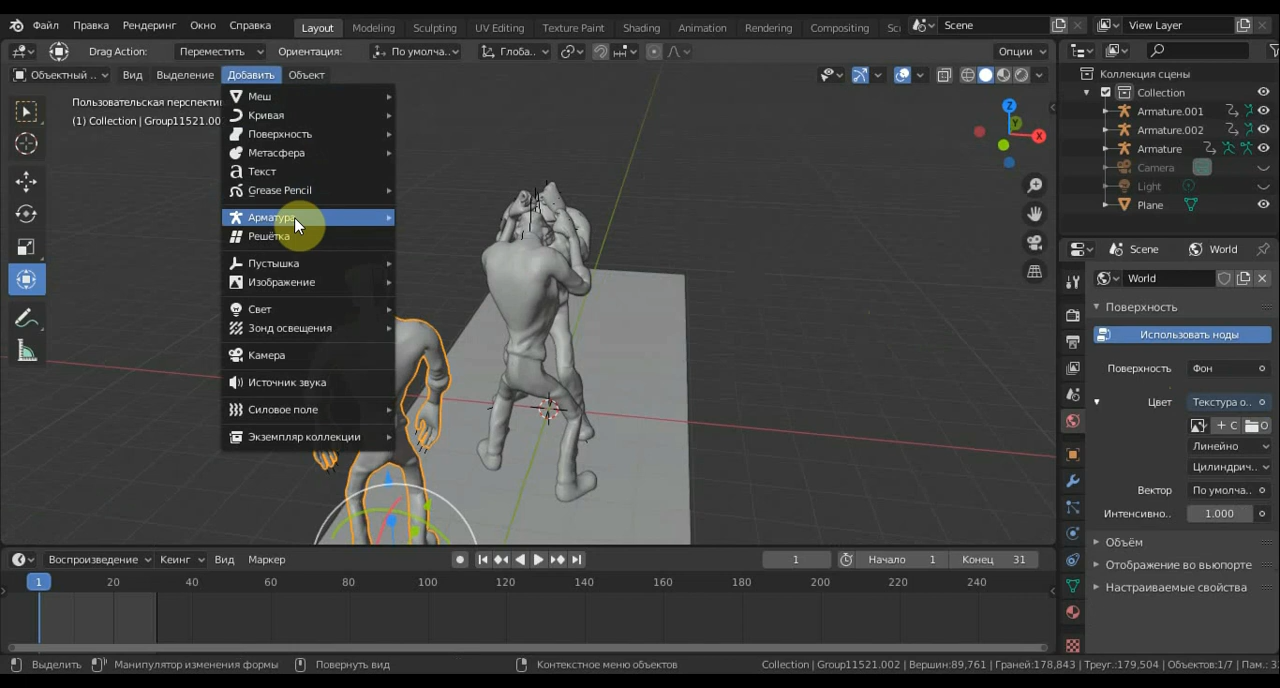 Файл Правка Рендеринг Окно Справка Layout Modeling Sculpting UV Editing Texture Paint Shading Animation Rendering Compositing Scene View Layer
Drag Action: Переместить Ориентация: По умолча.. Глоба.. Опции
Объектный .. Вид Выделение Добавить Объект
Пользовательская перспекти
(1) Collection | Group11521.00
Меш
Кривая
Поверхность
Метасфера
Текст
Grease Pencil
Арматура
Решётка
Пустышка
Изображение
Свет
Зонд освещения
Камера
Источник звука
Силовое поле
Экземпляр коллекции
Z
Y
X
Коллекция сцены
Collection
Armature.001
Armature.002
Armature
Camera
Light
Plane
Scene World
World
Поверхность
Использовать ноды
Поверхность Фон
Цвет Текстура о..
Линейно
Цилиндрич..
Вектор По умолча..
Интенсивно.. 1.000
Объём
Отображение во вьюпорте
Настраиваемые свойства
Воспроизведение Кеинг Вид Маркер 1 Начало 1 Конец 31
1 20 40 60 80 100 120 140 160 180 200 220 240
Выделить Манипулятор изменения формы Повернуть вид Контекстное меню объектов Collection | Group11521.002 | Вершин:89,761 | Граней:178,843 | Треуг.:179,504 | Объектов:1/7 | Пам.: 3